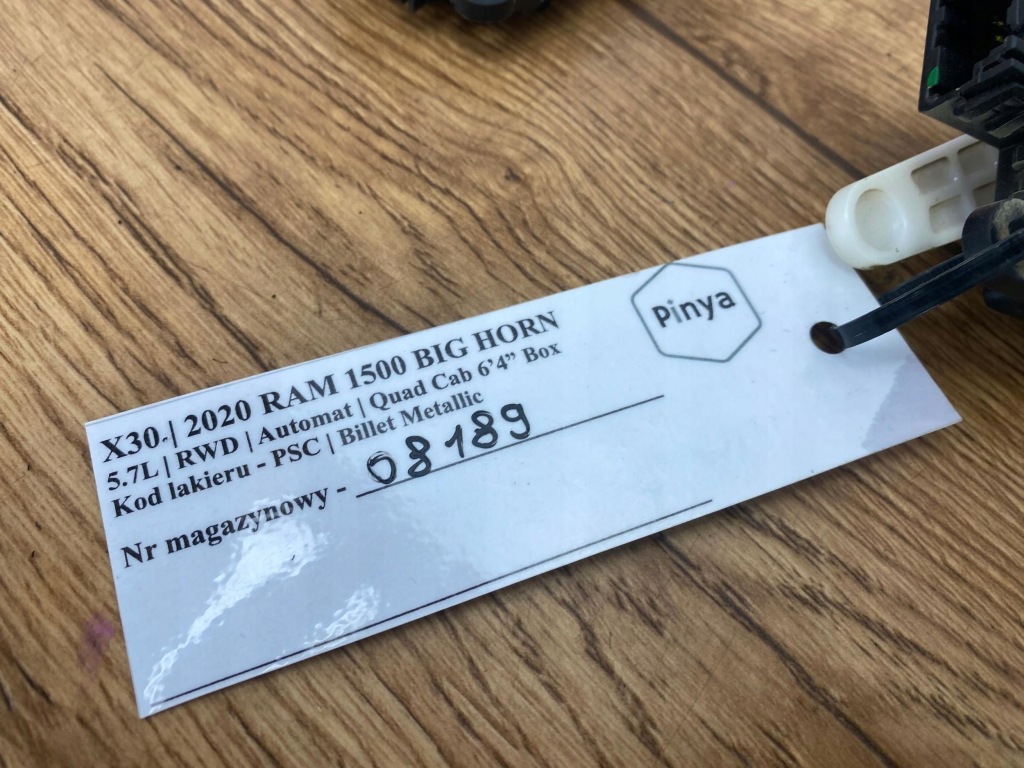 pinya
X30 | 2020 RAM 1500 BIG HORN
5.7L | RWD | Automat | Quad Cab 6’4” Box
Kod lakieru - PSC | Billet Metallic
Nr magazynowy - 08189